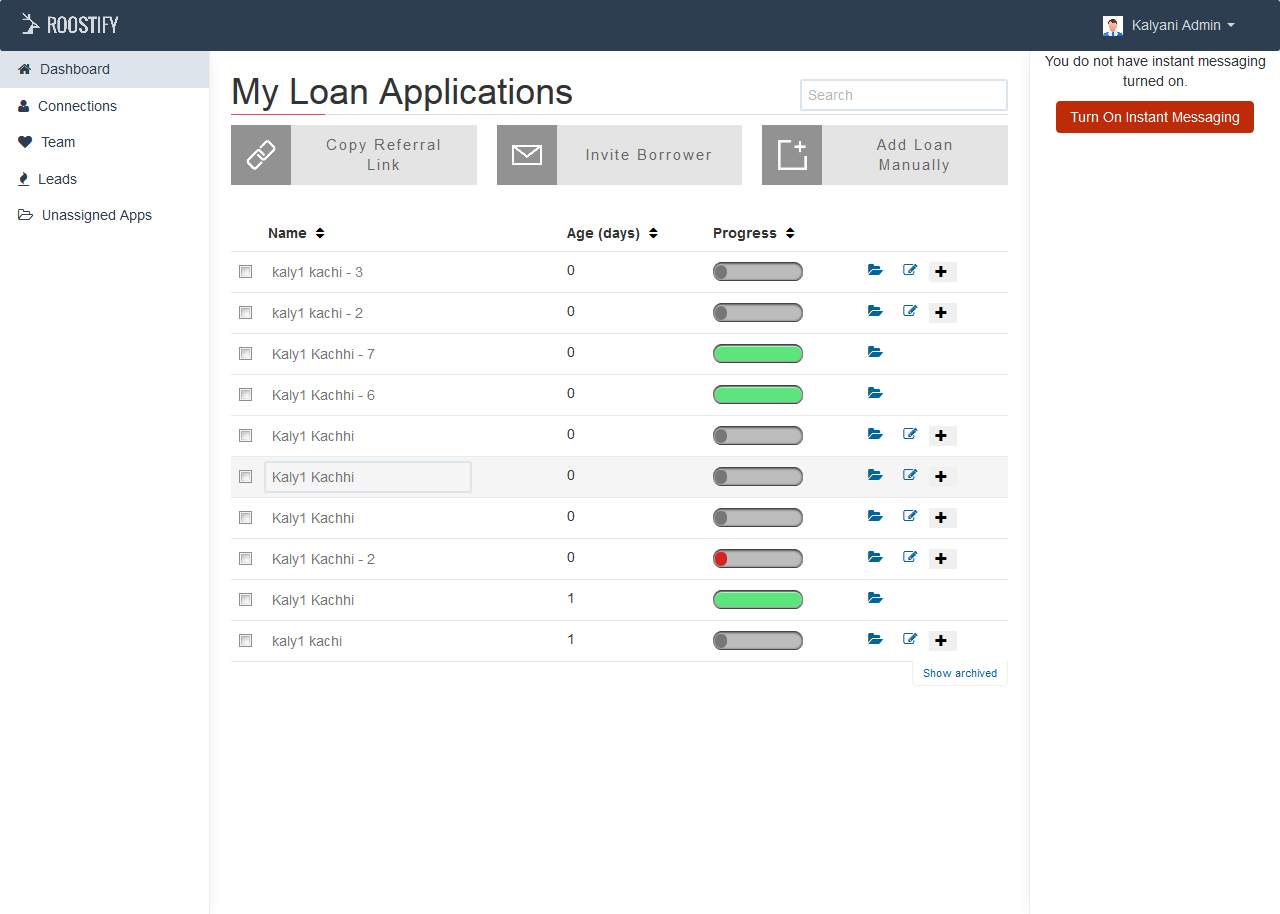 ROOSTIFY
Kalyani Admin
Dashboard
Connections
Team
Leads
Unassigned Apps
My Loan Applications
Search
Copy Referral
Link
Invite Borrower
Add Loan
Manually
Name Age (days) Progress
kaly1 kachi - 3 0
kaly1 kachi - 2 0
Kaly1 Kachhi - 7 0
Kaly1 Kachhi - 6 0
Kaly1 Kachhi 0
Kaly1 Kachhi 0
Kaly1 Kachhi 0
Kaly1 Kachhi - 2 0
Kaly1 Kachhi 1
kaly1 kachi 1
Show archived
You do not have instant messaging
turned on.
Turn On Instant Messaging